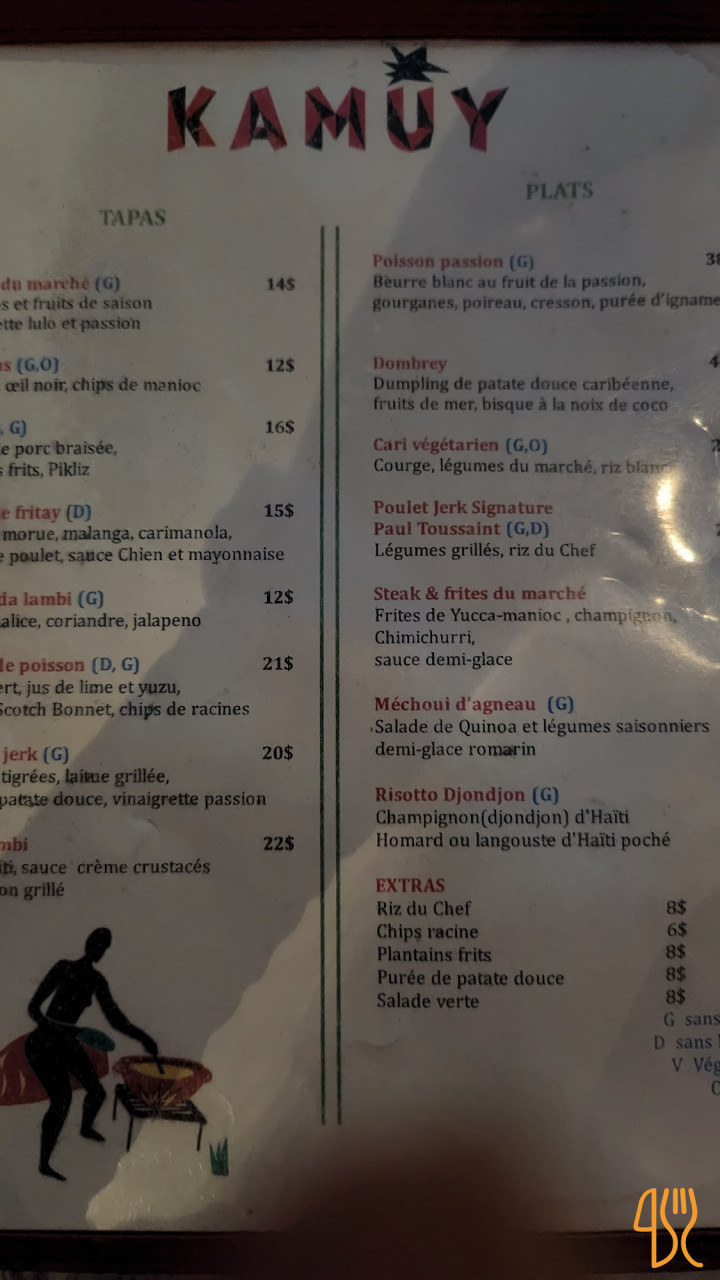 KAMUY
TAPAS
du marché (G) 14$
s et fruits de saison
ette lulo et passion
s (G,O) 12$
œil noir, chips de manioc
, G) 16$
e porc braisée,
s frits, Pikliz
e fritay (D) 15$
morue, malanga, carimanola,
e poulet, sauce Chien et mayonnaise
da lambi (G) 12$
alice, coriandre, jalapeno
de poisson (D, G) 21$
ert, jus de lime et yuzu,
Scotch Bonnet, chips de racines
jerk (G) 20$
tigrées, laitue grillée,
patate douce, vinaigrette passion
mbi 22$
iti, sauce crème crustacés
on grillé
PLATS
Poisson passion (G) 38
Beurre blanc au fruit de la passion,
gourganes, poireau, cresson, purée d'igname
Dombrey 4
Dumpling de patate douce caribéenne,
fruits de mer, bisque à la noix de coco
Cari végétarien (G,O) 2
Courge, légumes du marché, riz blanc
Poulet Jerk Signature
Paul Toussaint (G,D)
Légumes grillés, riz du Chef
Steak & frites du marché
Frites de Yucca-manioc , champignon,
Chimichurri,
sauce demi-glace
Méchoui d'agneau (G)
Salade de Quinoa et légumes saisonniers
demi-glace romarin
Risotto Djondjon (G)
Champignon(djondjon) d'Haïti
Homard ou langouste d'Haïti poché
EXTRAS
Riz du Chef 8$
Chips racine 6$
Plantains frits 8$
Purée de patate douce 8$
Salade verte 8$
G sans
D sans
V Vég